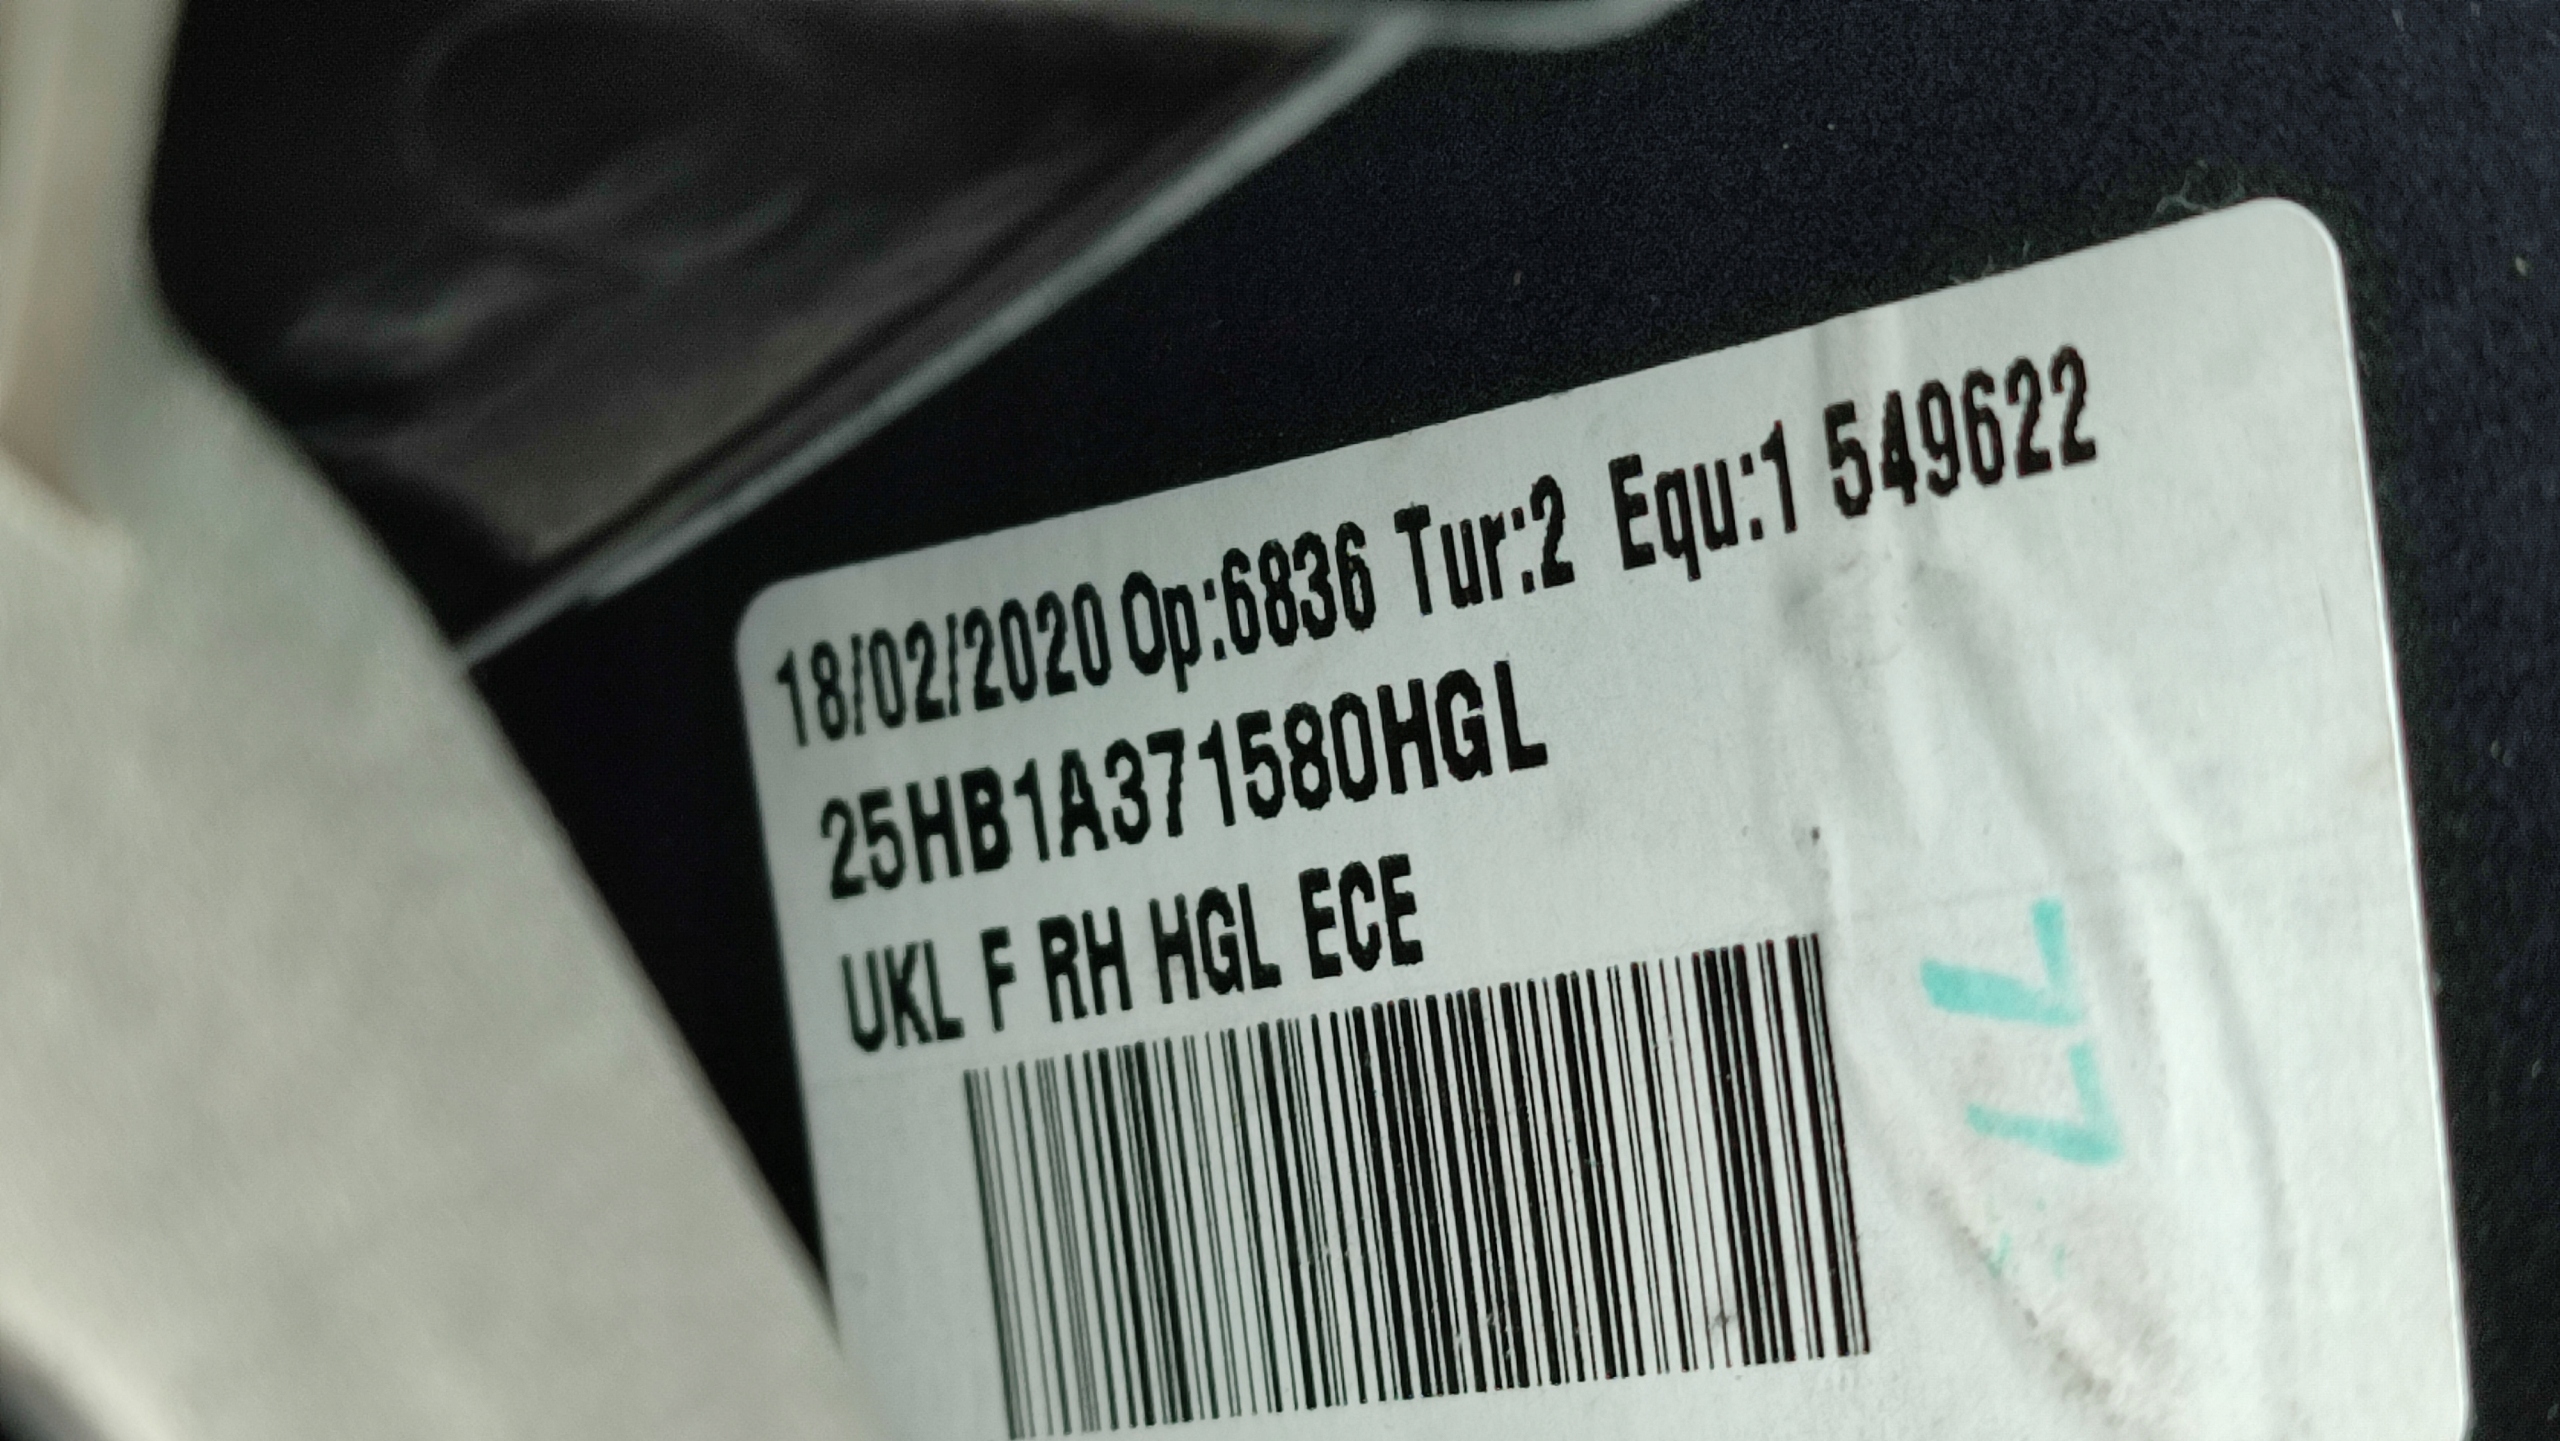 18/02/2020 Op:6836 Tur:2 Equ:1 549622
25HB1A371580HGL
UKL F RH HGL ECE